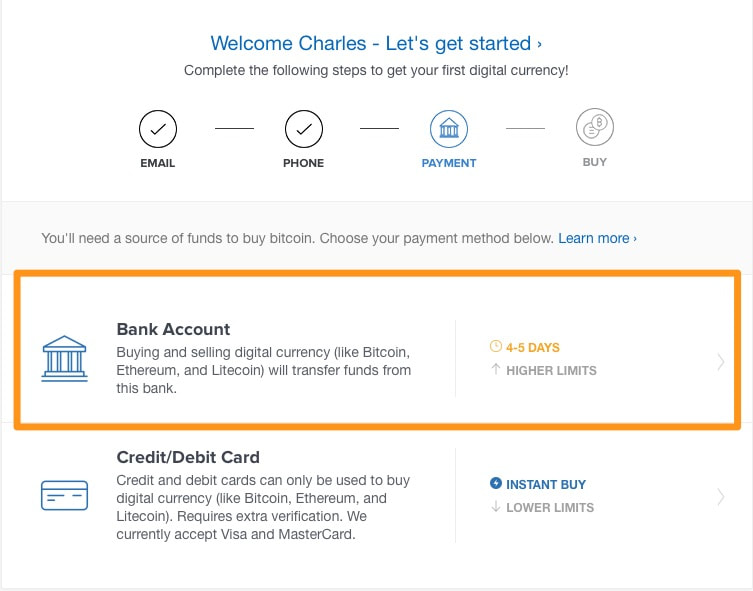 Welcome Charles - Let's get started ›
Complete the following steps to get your first digital currency!
EMAIL
PHONE
PAYMENT
BUY
You'll need a source of funds to buy bitcoin. Choose your payment method below. Learn more ›
Bank Account
Buying and selling digital currency (like Bitcoin,
Ethereum, and Litecoin) will transfer funds from
this bank.
4-5 DAYS
HIGHER LIMITS
Credit/Debit Card
Credit and debit cards can only be used to buy
digital currency (like Bitcoin, Ethereum, and
Litecoin). Requires extra verification. We
currently accept Visa and MasterCard.
INSTANT BUY
LOWER LIMITS